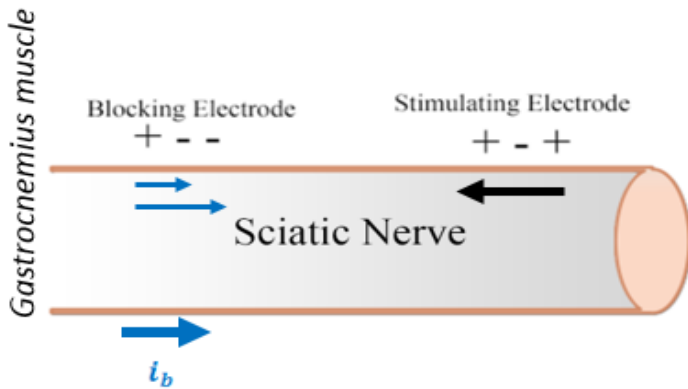 Gastrocnemius muscle
Blocking Electrode
+ - -
Stimulating Electrode
+ - +
Sciatic Nerve
i_b